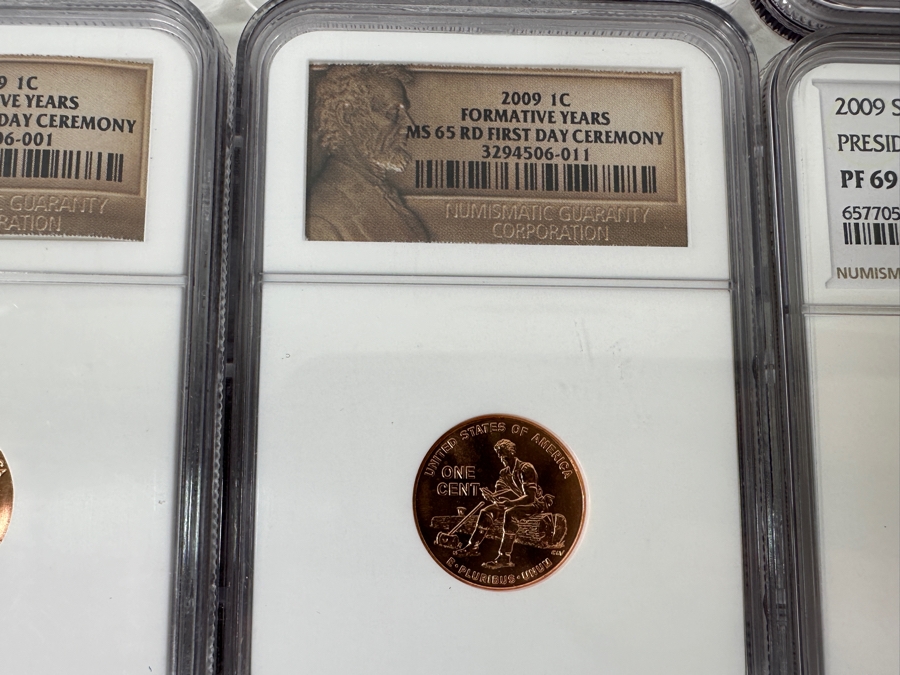 9 1C
VE YEARS
DAY CEREMONY
06-001
C GUARANTY
RATION
2009 1C
FORMATIVE YEARS
MS 65 RD FIRST DAY CEREMONY
3294506-011
NUMISMATIC GUARANTY
CORPORATION
UNITED STATES OF AMERICA
ONE
CENT
E·PLURIBUS·UNUM
2009 S
PRESID
PF 69
657705
NUMISM